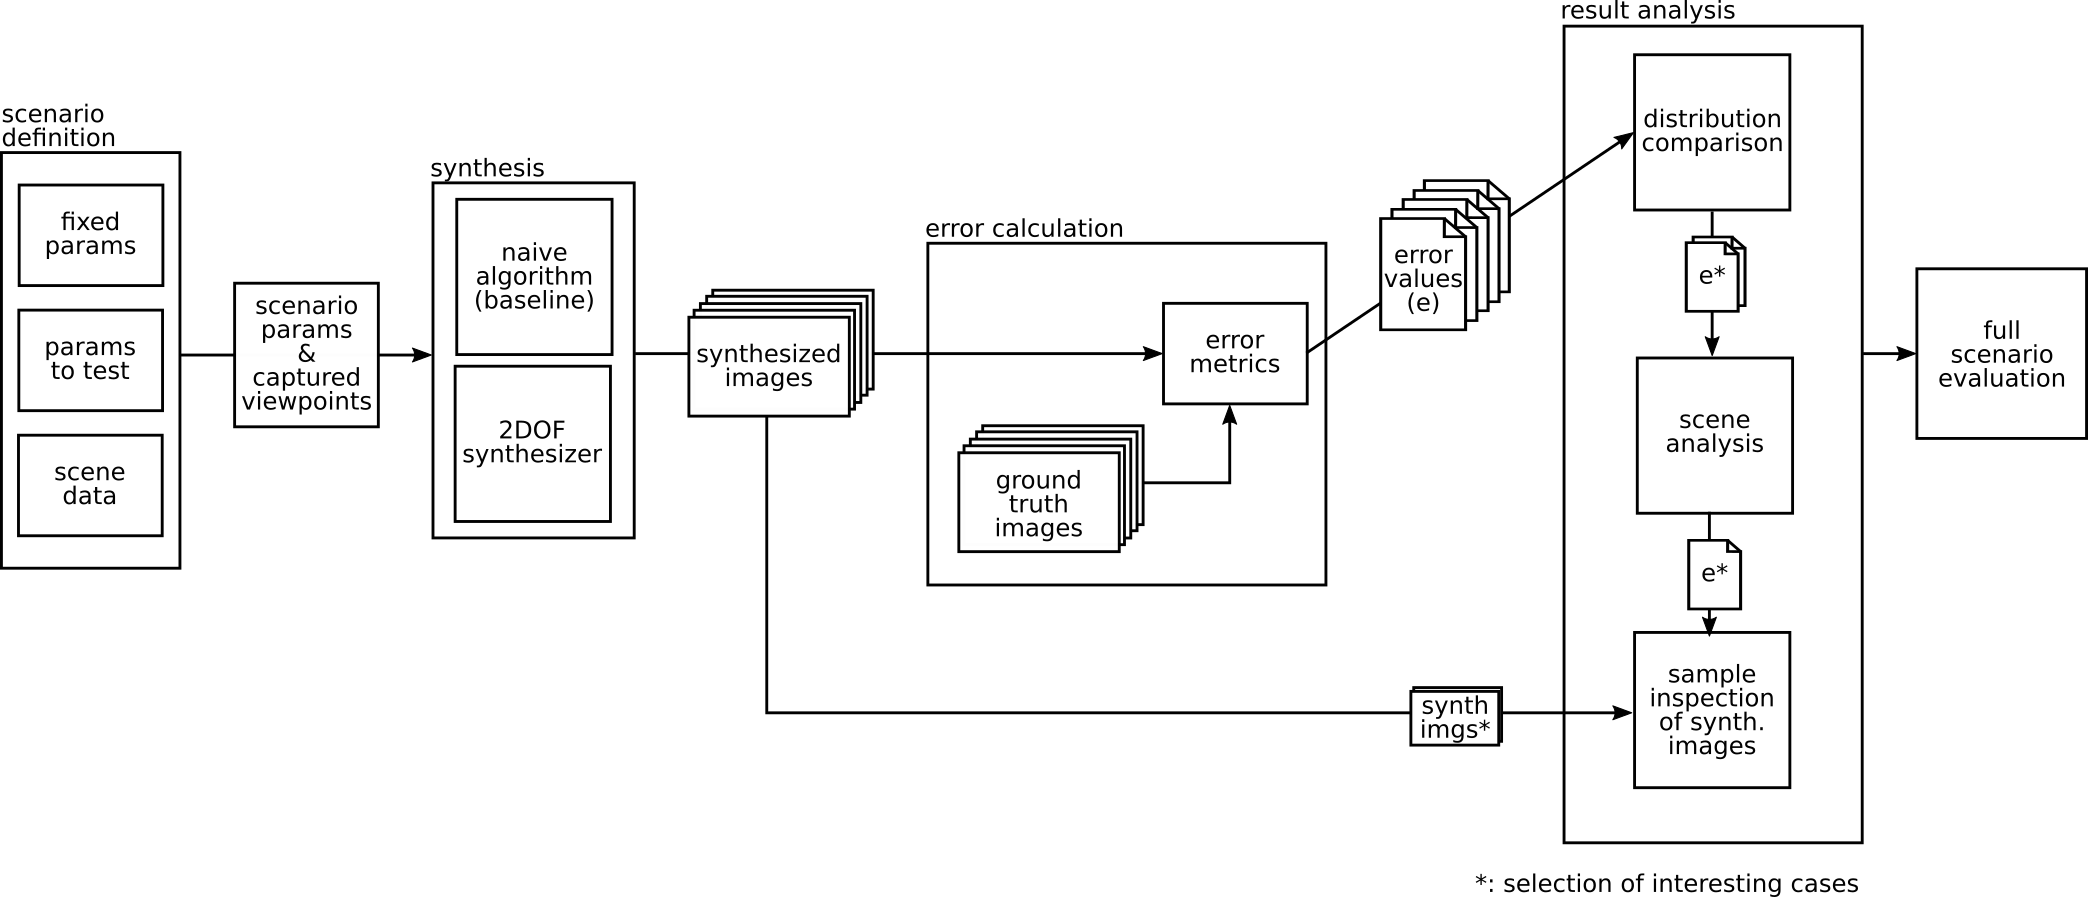 scenario
definition
fixed
params
params
to test
scene
data
scenario
params
&
captured
viewpoints
synthesis
naive
algorithm
(baseline)
2DOF
synthesizer
synthesized
images
error calculation
error
metrics
ground
truth
images
error
values
(e)
synth
imgs*
result analysis
distribution
comparison
e*
scene
analysis
e*
sample
inspection
of synth.
images
full
scenario
evaluation
*: selection of interesting cases